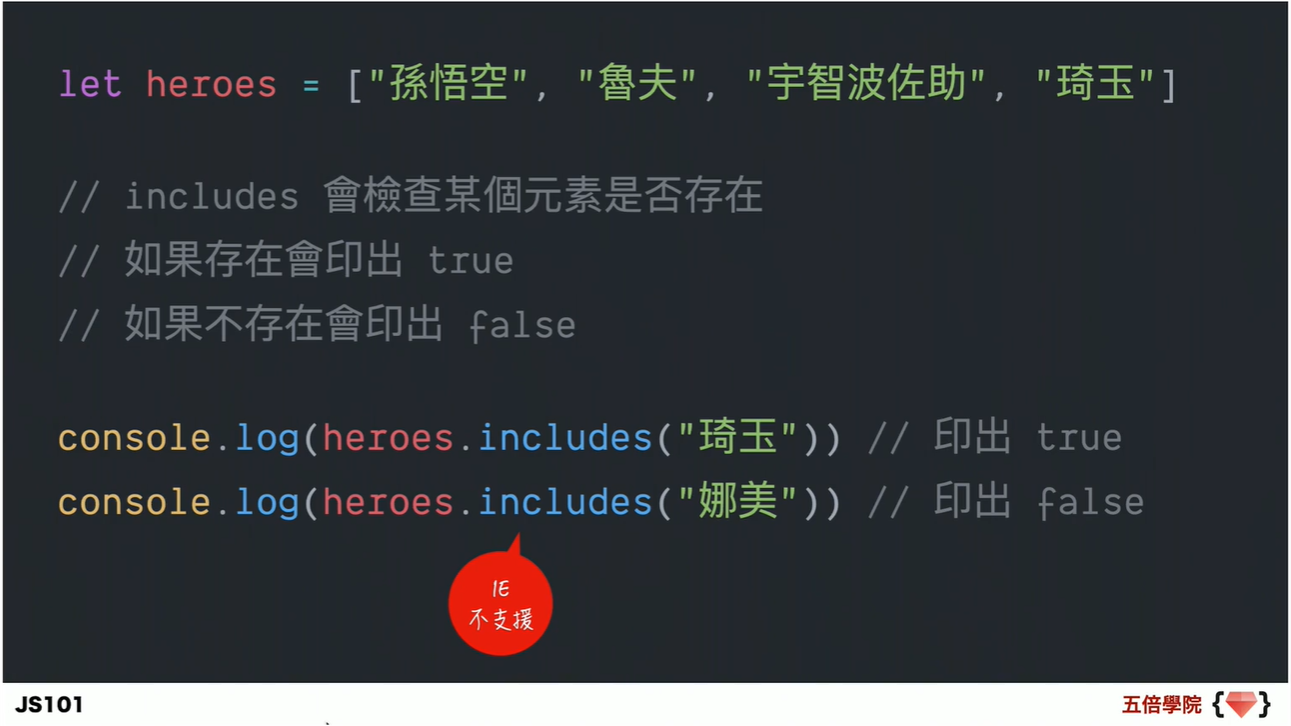 let heroes = ["孫悟空", "魯夫", "宇智波佐助", "琦玉"]
// includes 會檢查某個元素是否存在
// 如果存在會印出 true
// 如果不存在會印出 false
console.log(heroes.includes("琦玉")) // 印出 true
console.log(heroes.includes("娜美")) // 印出 false
IE
不支援
JS101
五倍學院 { }